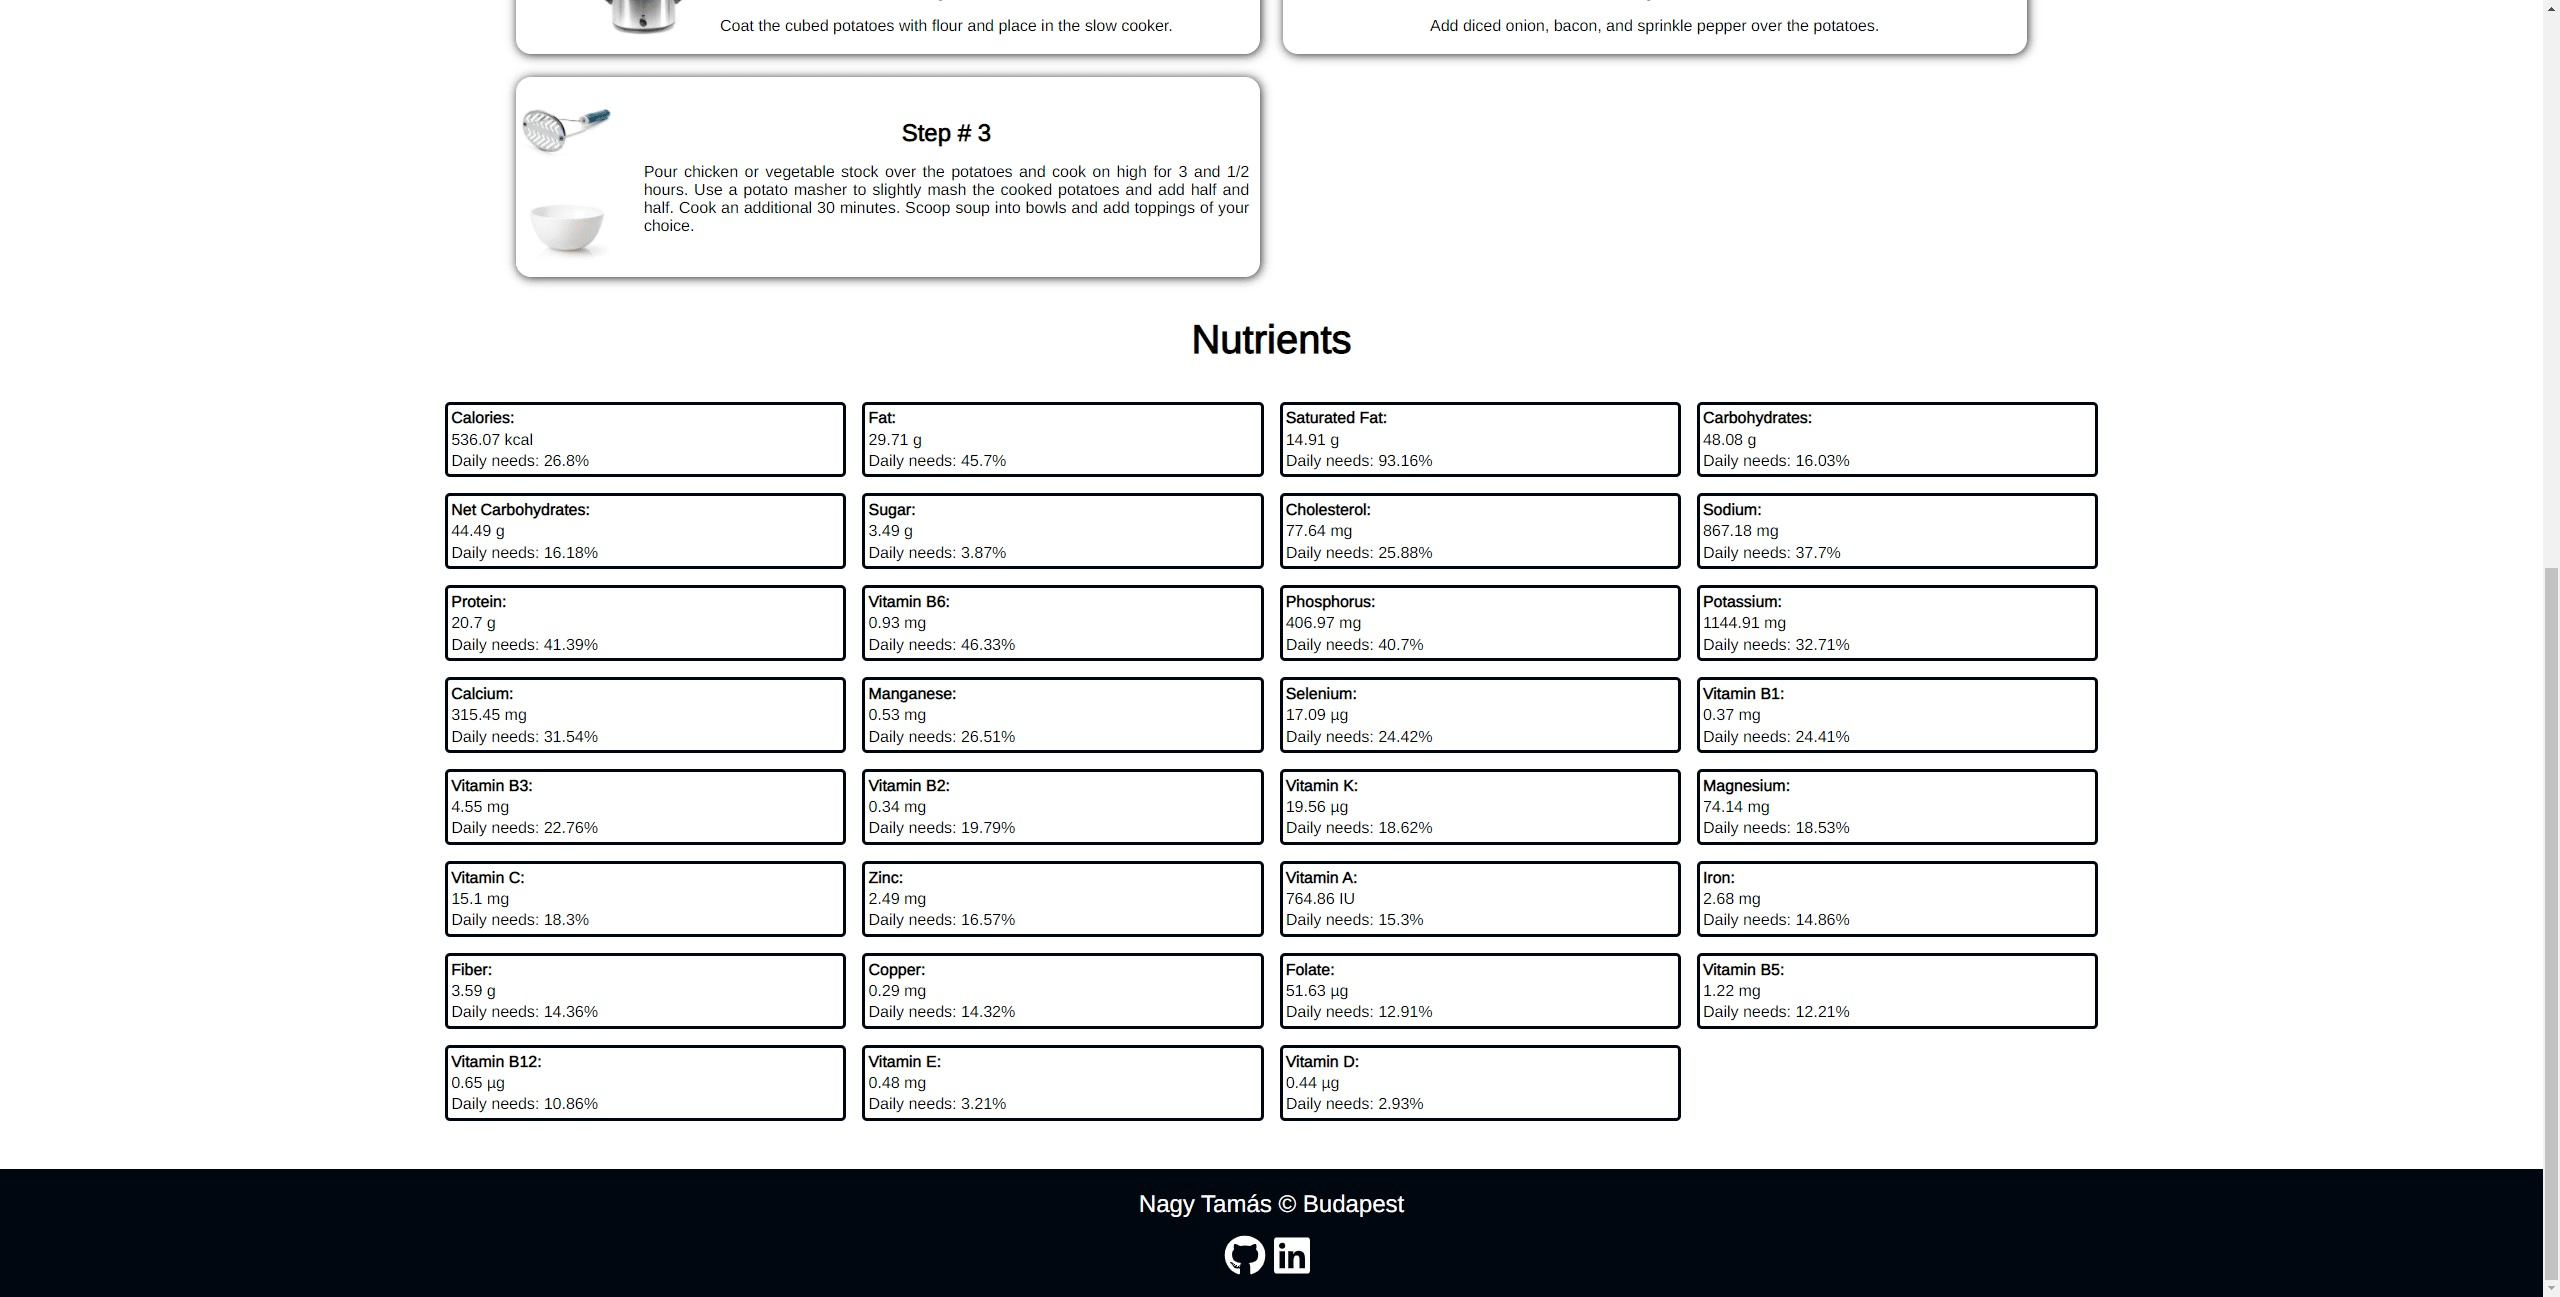 Coat the cubed potatoes with flour and place in the slow cooker.
Add diced onion, bacon, and sprinkle pepper over the potatoes.
Step # 3
Pour chicken or vegetable stock over the potatoes and cook on high for 3 and 1/2
hours. Use a potato masher to slightly mash the cooked potatoes and add half and
half. Cook an additional 30 minutes. Scoop soup into bowls and add toppings of your
choice.
Nutrients
Calories:
536.07 kcal
Daily needs: 26.8%
Fat:
29.71 g
Daily needs: 45.7%
Saturated Fat:
14.91 g
Daily needs: 93.16%
Carbohydrates:
48.08 g
Daily needs: 16.03%
Net Carbohydrates:
44.49 g
Daily needs: 16.18%
Sugar:
3.49 g
Daily needs: 3.87%
Cholesterol:
77.64 mg
Daily needs: 25.88%
Sodium:
867.18 mg
Daily needs: 37.7%
Protein:
20.7 g
Daily needs: 41.39%
Vitamin B6:
0.93 mg
Daily needs: 46.33%
Phosphorus:
406.97 mg
Daily needs: 40.7%
Potassium:
1144.91 mg
Daily needs: 32.71%
Calcium:
315.45 mg
Daily needs: 31.54%
Manganese:
0.53 mg
Daily needs: 26.51%
Selenium:
17.09 µg
Daily needs: 24.42%
Vitamin B1:
0.37 mg
Daily needs: 24.41%
Vitamin B3:
4.55 mg
Daily needs: 22.76%
Vitamin B2:
0.34 mg
Daily needs: 19.79%
Vitamin K:
19.56 µg
Daily needs: 18.62%
Magnesium:
74.14 mg
Daily needs: 18.53%
Vitamin C:
15.1 mg
Daily needs: 18.3%
Zinc:
2.49 mg
Daily needs: 16.57%
Vitamin A:
764.86 IU
Daily needs: 15.3%
Iron:
2.68 mg
Daily needs: 14.86%
Fiber:
3.59 g
Daily needs: 14.36%
Copper:
0.29 mg
Daily needs: 14.32%
Folate:
51.63 µg
Daily needs: 12.91%
Vitamin B5:
1.22 mg
Daily needs: 12.21%
Vitamin B12:
0.65 µg
Daily needs: 10.86%
Vitamin E:
0.48 mg
Daily needs: 3.21%
Vitamin D:
0.44 µg
Daily needs: 2.93%
Nagy Tamás © Budapest
in